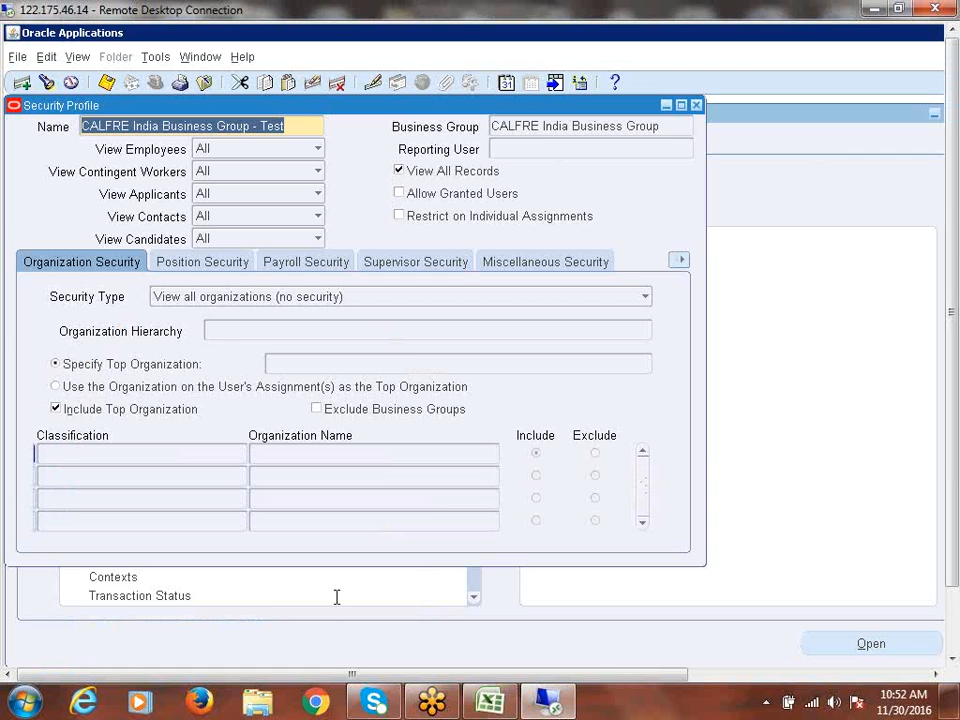 122.175.46.14 - Remote Desktop Connection
Oracle Applications
File Edit View Folder Tools Window Help
Security Profile
Name CALFRE India Business Group - Test Business Group CALFRE India Business Group
View Employees All Reporting User
View Contingent Workers All View All Records
View Applicants All Allow Granted Users
View Contacts All Restrict on Individual Assignments
View Candidates All
Organization Security Position Security Payroll Security Supervisor Security Miscellaneous Security
Security Type View all organizations (no security)
Organization Hierarchy
Specify Top Organization:
Use the Organization on the User's Assignment(s) as the Top Organization
Include Top Organization Exclude Business Groups
Classification Organization Name Include Exclude
Contexts
Transaction Status
Open
10:52 AM
11/30/2016